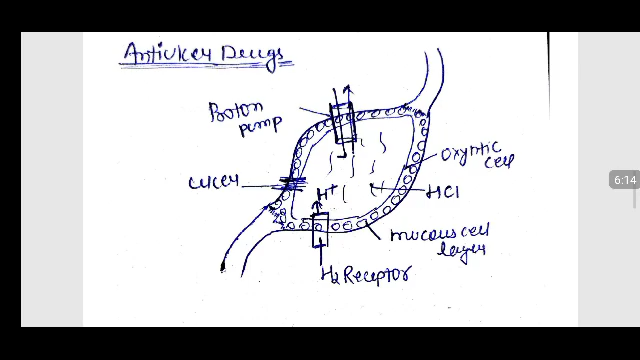 Antiulcer Drugs
Proton
pump
Oxyntic
cell
Ulcer
H+
HCl
mucous cell
layer
H2 Receptor
6:14